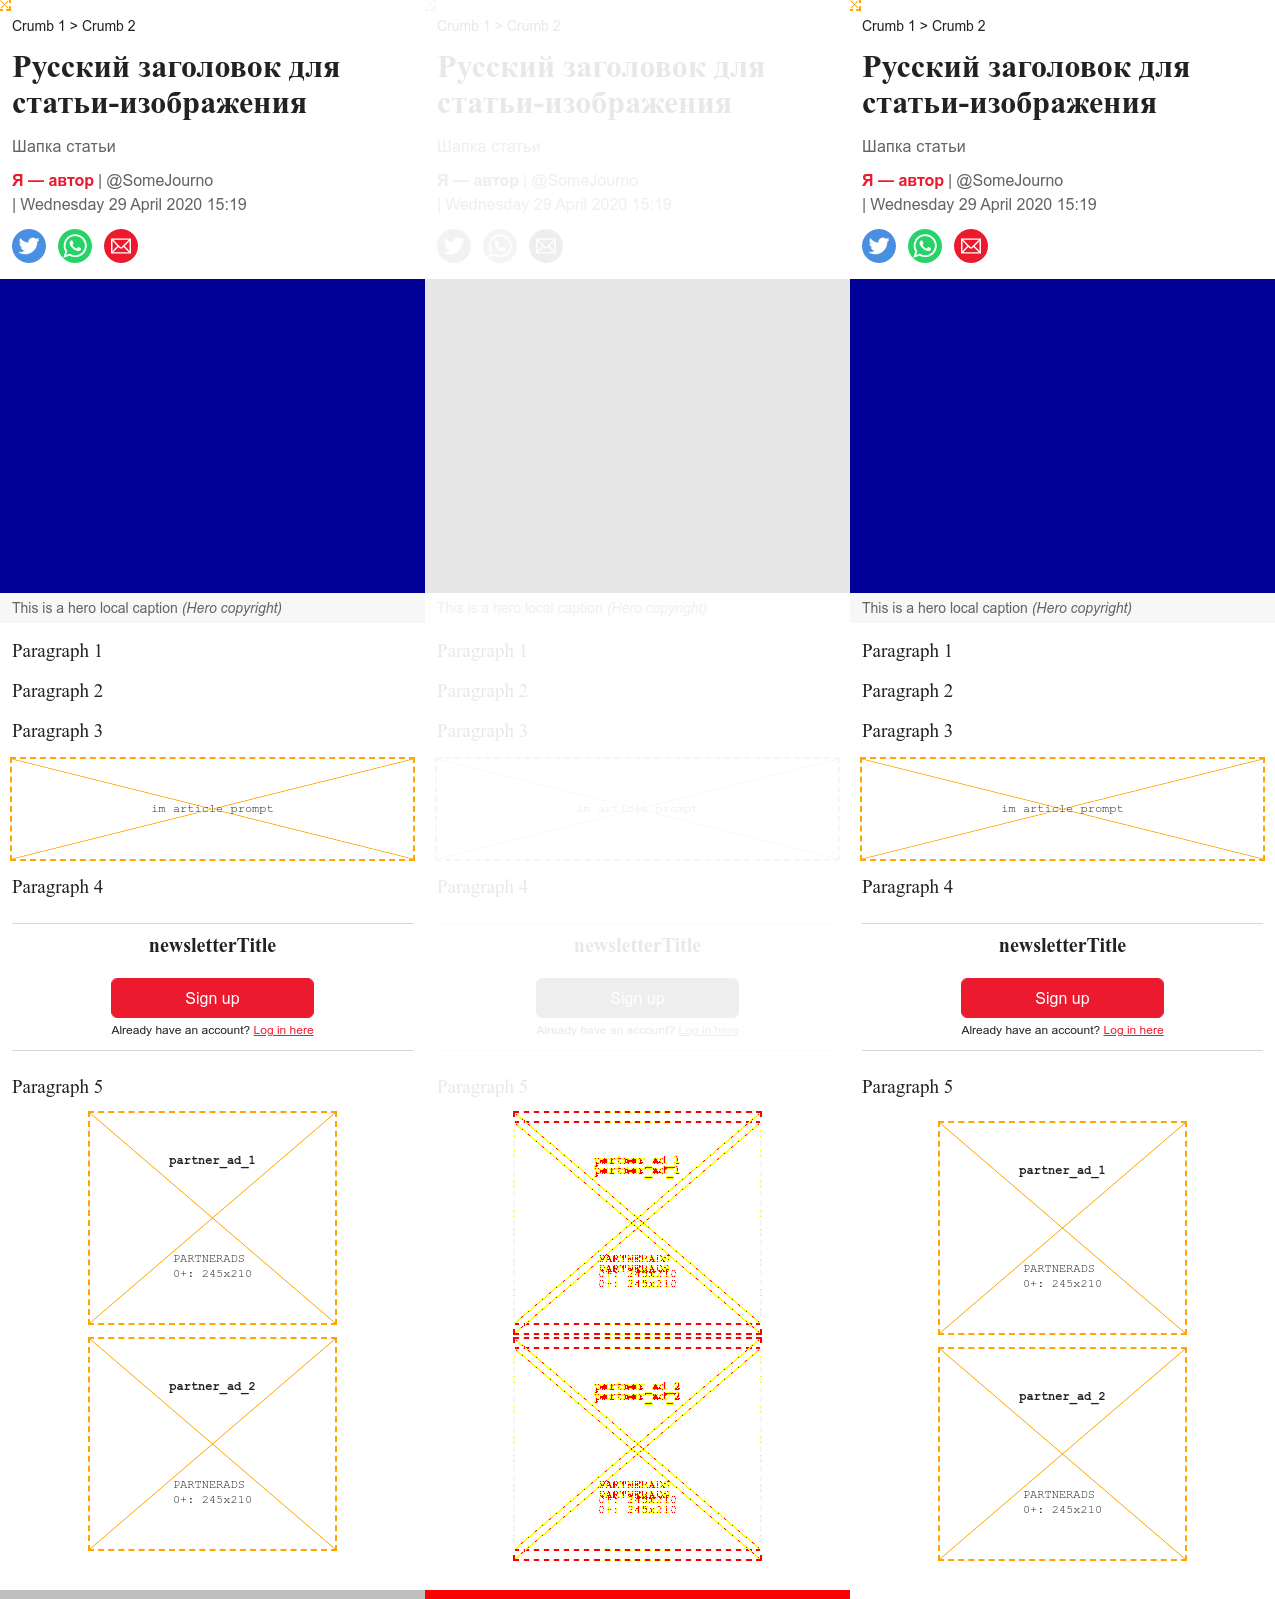 Crumb 1 > Crumb 2
Русский заголовок для
статьи-изображения
Шапка статьи
Я — автор | @SomeJourno
| Wednesday 29 April 2020 15:19
This is a hero local caption (Hero copyright)
Paragraph 1
Paragraph 2
Paragraph 3
im article prompt
Paragraph 4
newsletterTitle
Sign up
Already have an account? Log in here
Paragraph 5
partner_ad_1
PARTNERADS
0+: 245x210
partner_ad_2
PARTNERADS
0+: 245x210
Crumb 1 > Crumb 2
Русский заголовок для
статьи-изображения
Шапка статьи
Я — автор | @SomeJourno
| Wednesday 29 April 2020 15:19
This is a hero local caption (Hero copyright)
Paragraph 1
Paragraph 2
Paragraph 3
im article prompt
Paragraph 4
newsletterTitle
Sign up
Already have an account? Log in here
Paragraph 5
partner_ad_1
partner_ad_1
PARTNERADS
PARTNERADS
0+: 245x210
0+: 245x210
partner_ad_2
partner_ad_2
PARTNERADS
PARTNERADS
0+: 245x210
0+: 245x210
Crumb 1 > Crumb 2
Русский заголовок для
статьи-изображения
Шапка статьи
Я — автор | @SomeJourno
| Wednesday 29 April 2020 15:19
This is a hero local caption (Hero copyright)
Paragraph 1
Paragraph 2
Paragraph 3
im article prompt
Paragraph 4
newsletterTitle
Sign up
Already have an account? Log in here
Paragraph 5
partner_ad_1
PARTNERADS
0+: 245x210
partner_ad_2
PARTNERADS
0+: 245x210